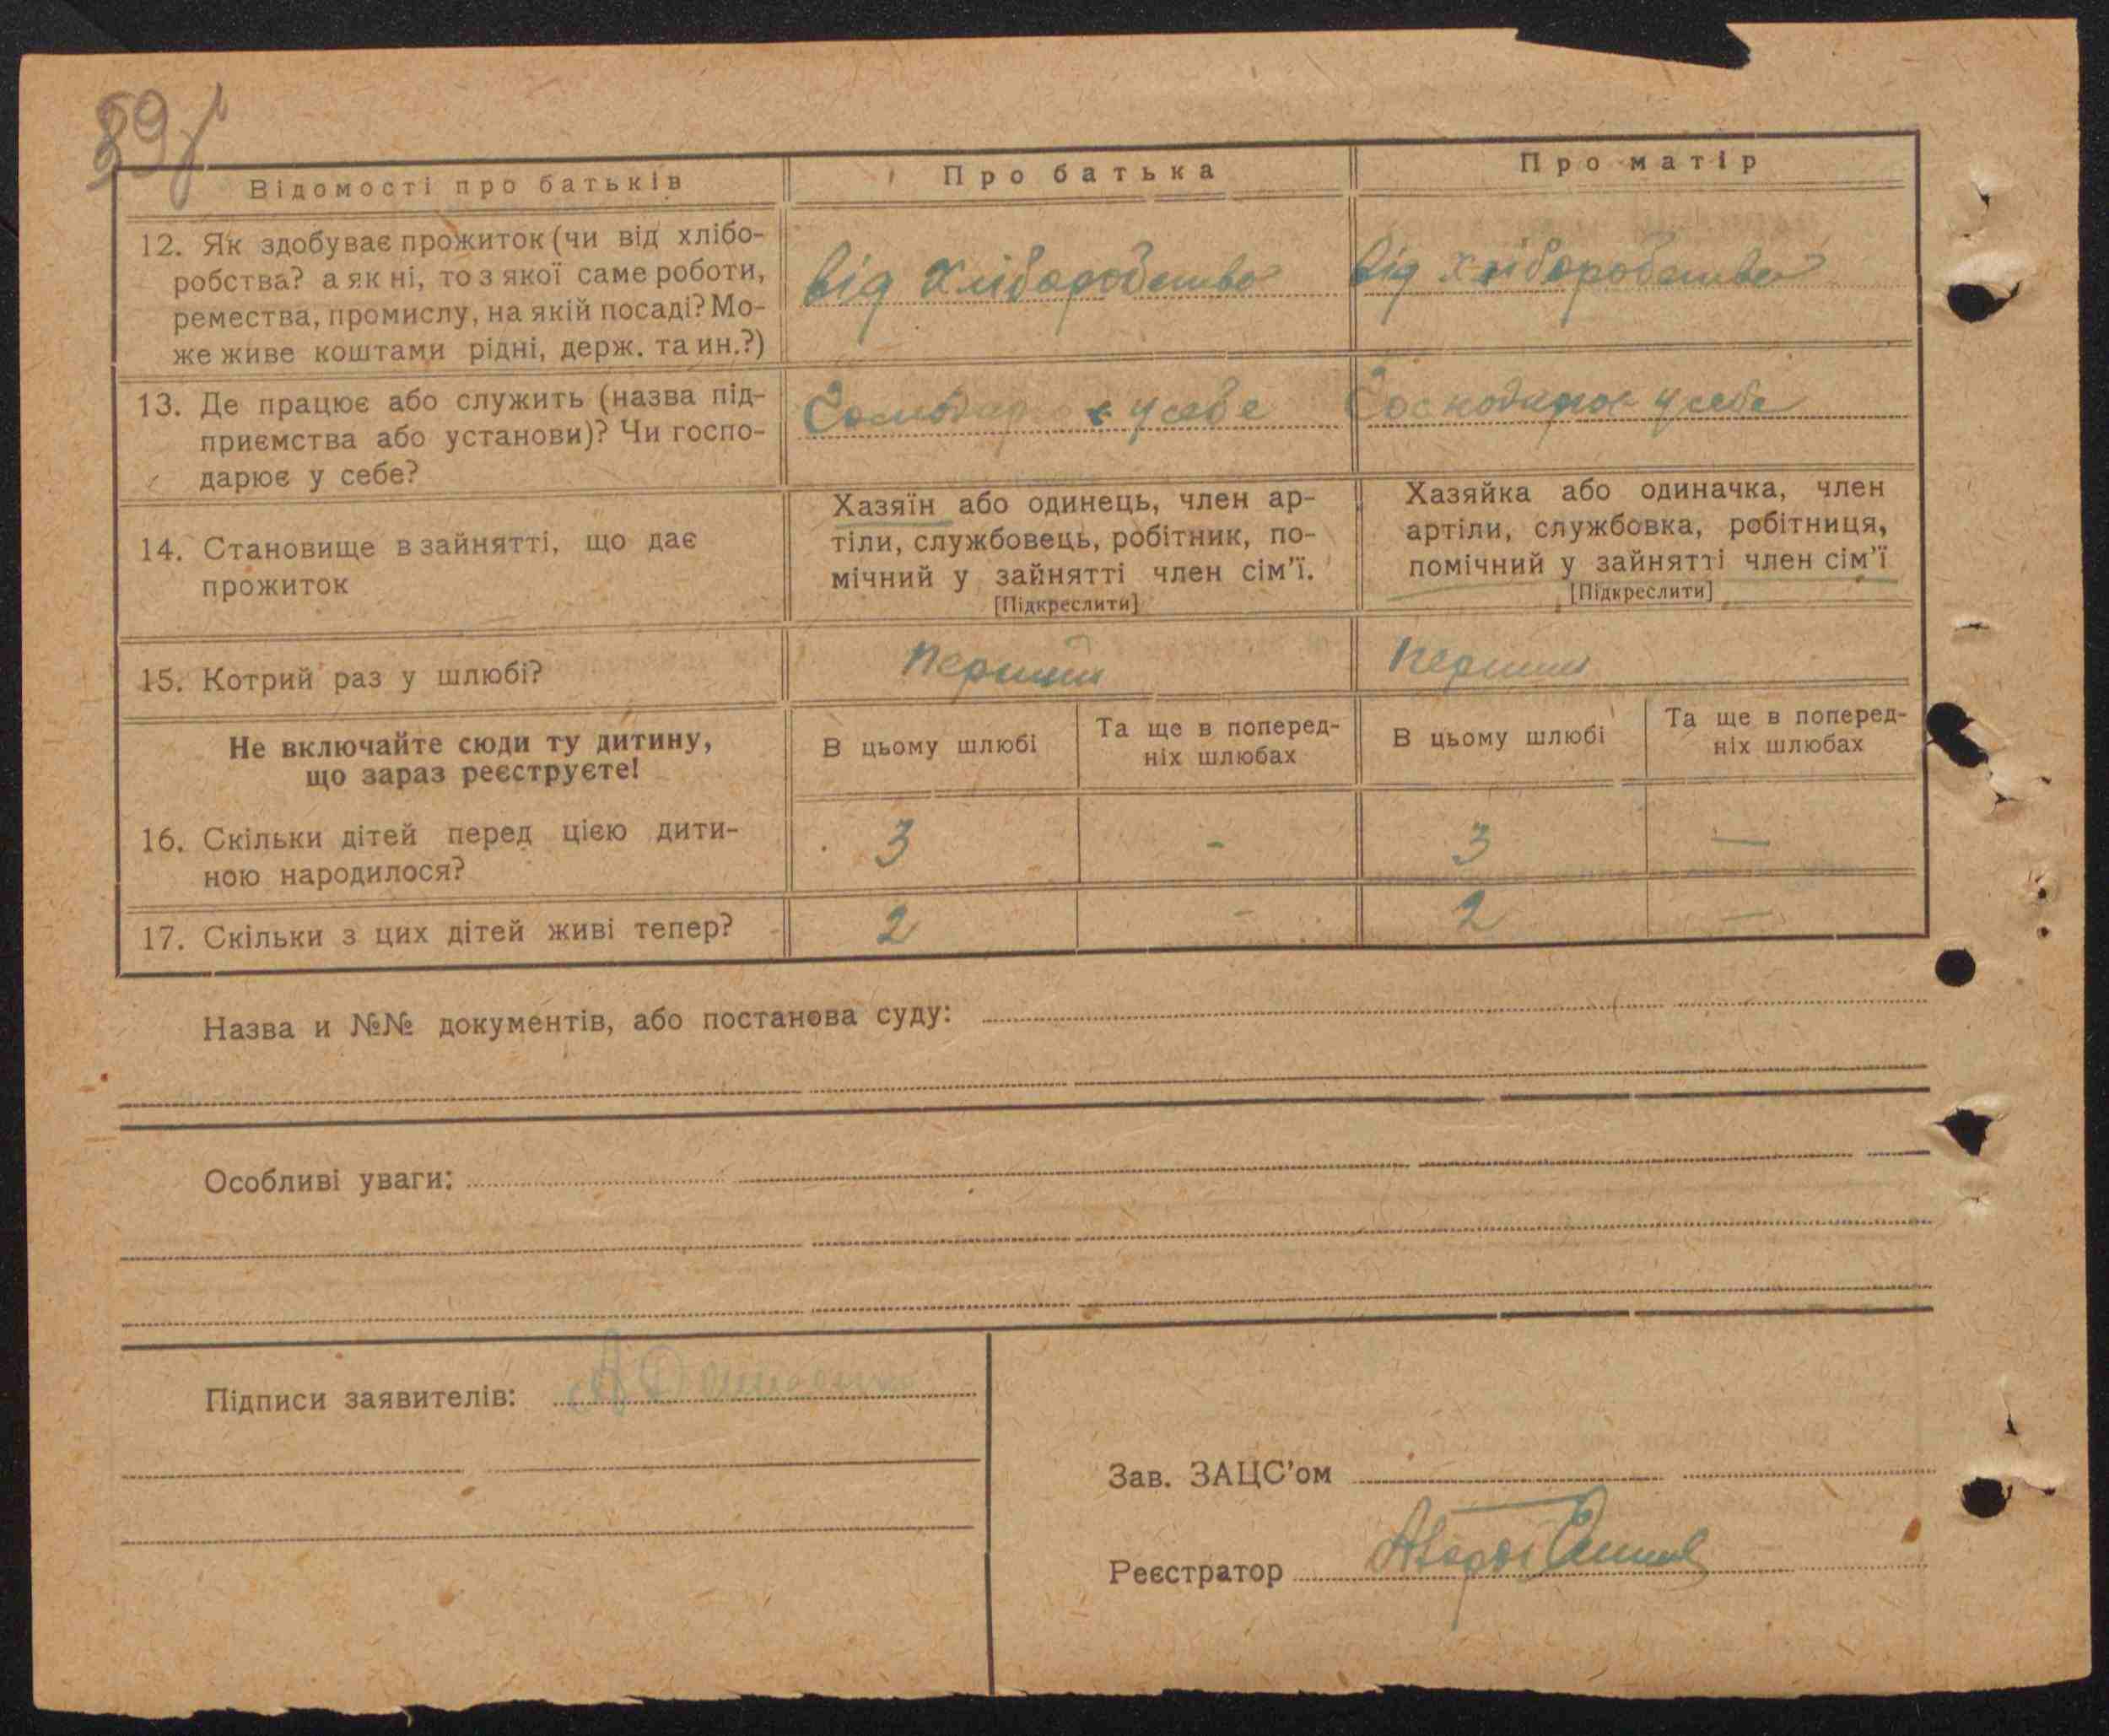 Відомості про батьків
Про батька
Про матір
12. Як здобуває прожиток (чи від хлібо-
робства? а як ні, то з якої саме роботи,
ремества, промислу, на якій посаді? Мо-
же живе коштами рідні, держ. та ин.?)
від хліборобства
від хліборобства
13. Де працює або служить (назва під-
приємства або установи)? Чи госпо-
дарює у себе?
у себе
Господарює у себе
14. Становище в зайнятті, що дає
прожиток
Хазяїн або одинець, член ар-
тіли, службовець, робітник, по-
мічний у зайнятті член сім'ї.
[Підкреслити]
Хазяйка або одиначка, член
артіли, службовка, робітниця,
помічний у зайнятті член сім'ї
[Підкреслити]
15. Котрий раз у шлюбі?
перший
перший
Не включайте сюди ту дитину,
що зараз реєструєте!
В цьому шлюбі
Та ще в поперед-
ніх шлюбах
В цьому шлюбі
Та ще в поперед-
ніх шлюбах
16. Скільки дітей перед цією дити-
ною народилося?
3
-
3
—
17. Скільки з цих дітей живі тепер?
2
-
2
—
Назва и №№ документів, або постанова суду:
Особливі уваги:
Підписи заявителів:
Зав. ЗАЦС'ом
Реєстратор